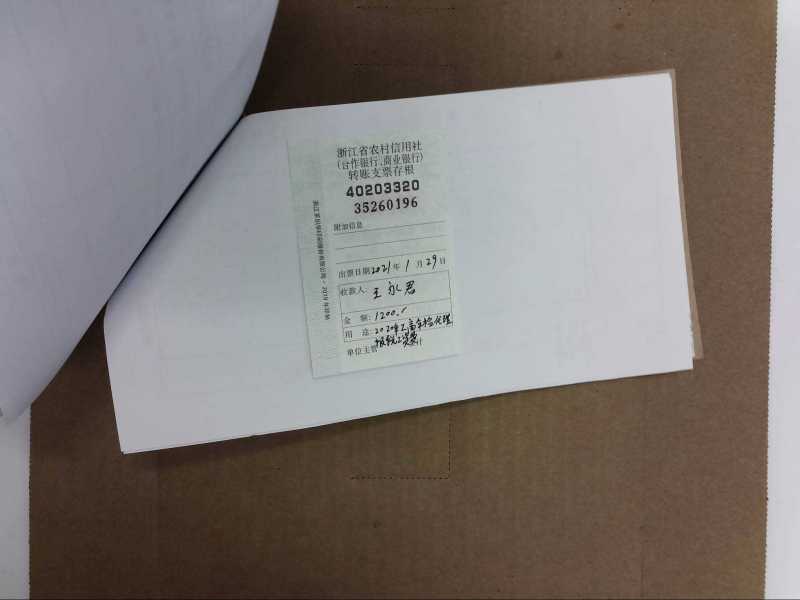 浙江省农村信用社
(合作银行、商业银行)
转账支票存根
40203320
35260196
附加信息
出票日期2021年1月29日
收款人:王永君
金 额:1200.
用 途:2020年工商年检代理
报税
单位主管 计